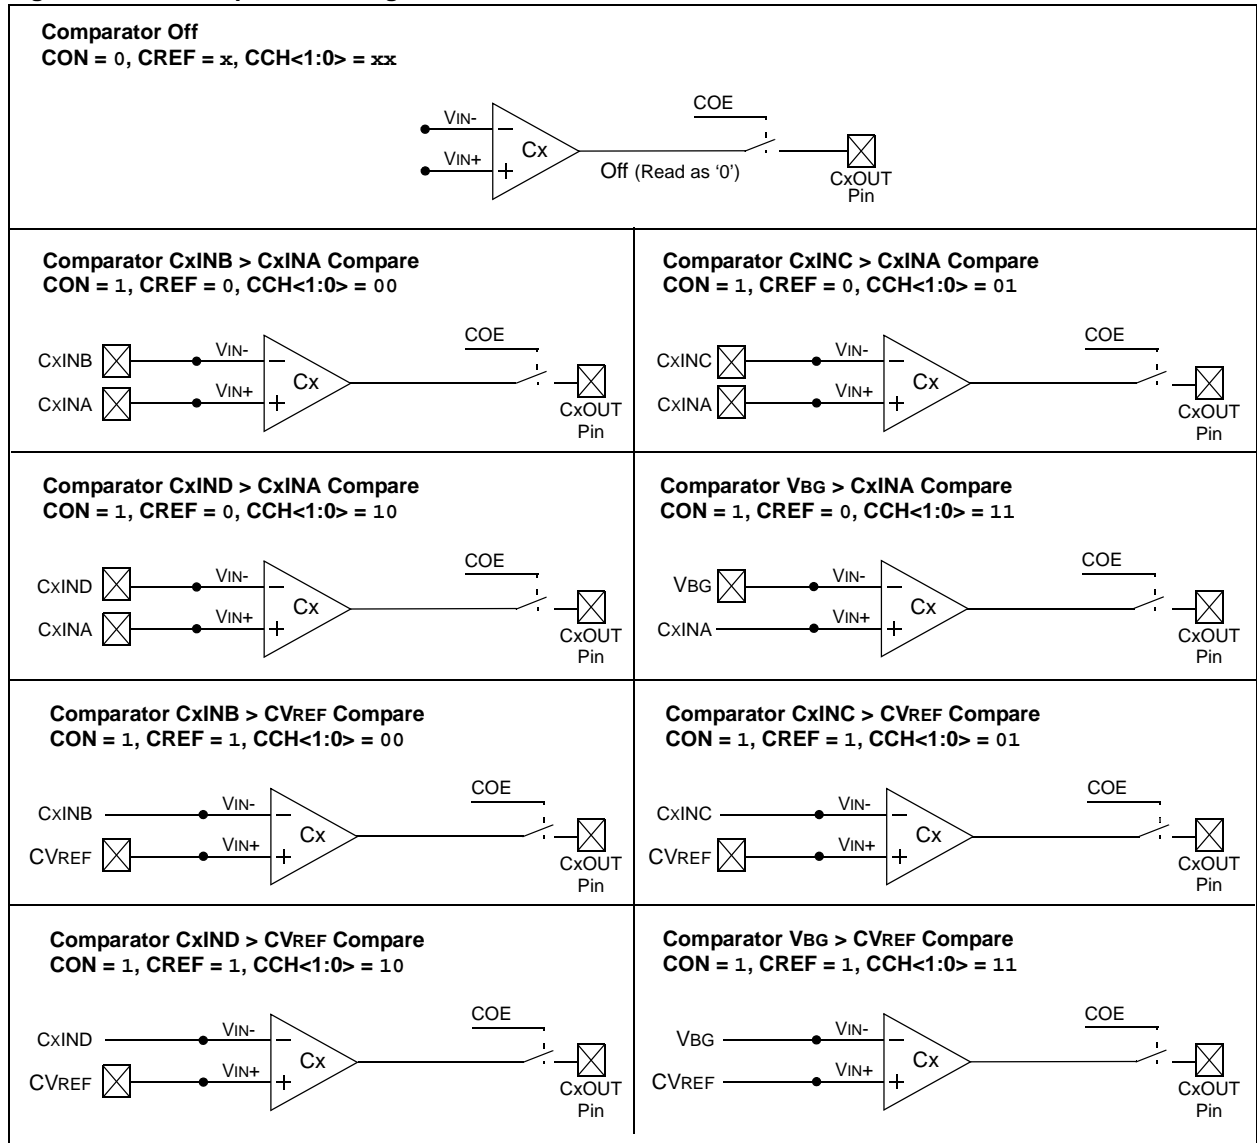 Comparator Off
CON = 0, CREF = x, CCH<1:0> = xx
COE
VIN-
VIN+
Cx
Off (Read as ‘0’)
CxOUT
Pin
Comparator CxINB > CxINA Compare
CON = 1, CREF = 0, CCH<1:0> = 00
COE
CxINB
VIN-
Cx
CxINA
VIN+
CxOUT
Pin
Comparator CxINC > CxINA Compare
CON = 1, CREF = 0, CCH<1:0> = 01
COE
CxINC
VIN-
Cx
CxINA
VIN+
CxOUT
Pin
Comparator CxIND > CxINA Compare
CON = 1, CREF = 0, CCH<1:0> = 10
COE
CxIND
VIN-
Cx
CxINA
VIN+
CxOUT
Pin
Comparator VBG > CxINA Compare
CON = 1, CREF = 0, CCH<1:0> = 11
COE
VBG
VIN-
Cx
CxINA
VIN+
CxOUT
Pin
Comparator CxINB > CVREF Compare
CON = 1, CREF = 1, CCH<1:0> = 00
COE
CxINB
VIN-
Cx
CVREF
VIN+
CxOUT
Pin
Comparator CxINC > CVREF Compare
CON = 1, CREF = 1, CCH<1:0> = 01
COE
CxINC
VIN-
Cx
CVREF
VIN+
CxOUT
Pin
Comparator CxIND > CVREF Compare
CON = 1, CREF = 1, CCH<1:0> = 10
COE
CxIND
VIN-
Cx
CVREF
VIN+
CxOUT
Pin
Comparator VBG > CVREF Compare
CON = 1, CREF = 1, CCH<1:0> = 11
COE
VBG
VIN-
Cx
CVREF
VIN+
CxOUT
Pin